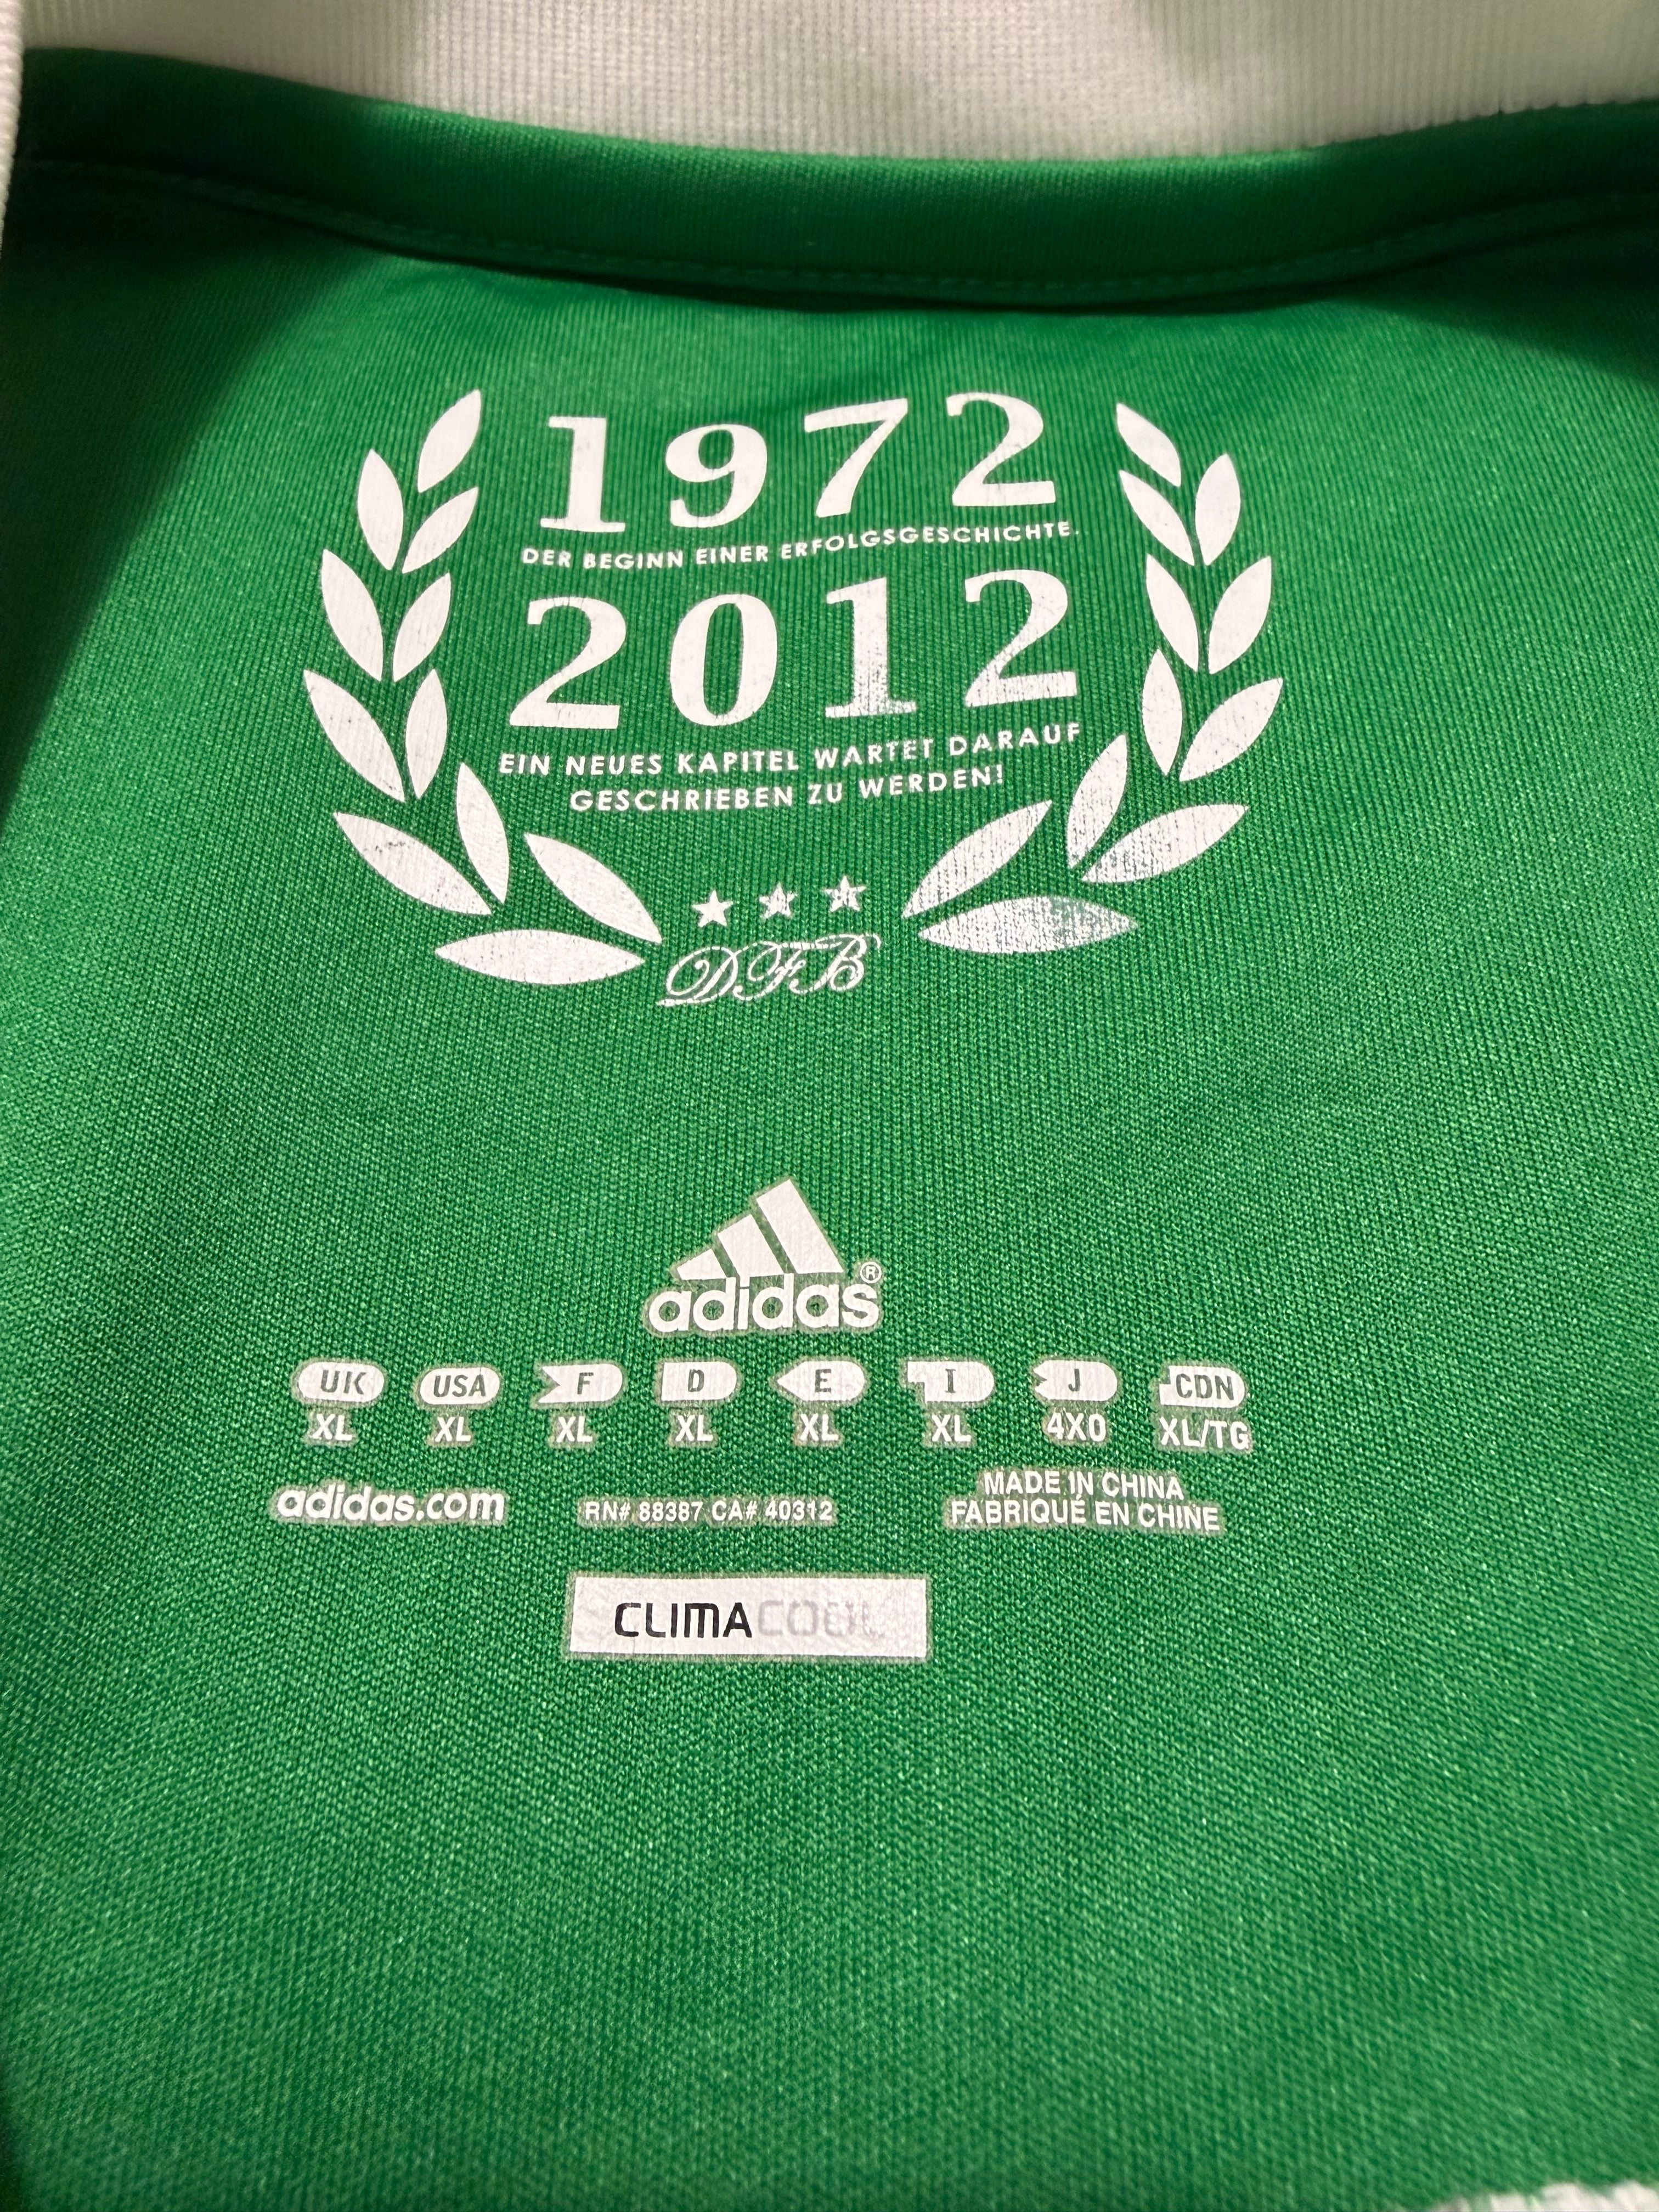 1972
DER BEGINN EINER ERFOLGSGESCHICHTE.
2012
EIN NEUES KAPITEL WARTET DARAUF
GESCHRIEBEN ZU WERDEN!
DFB
adidas®
UK USA F D E I J CDN
XL XL XL XL XL XL 4XO XL/TG
adidas.com RN# 88387 CA# 40312 MADE IN CHINA
FABRIQUÉ EN CHINE
CLIMACOOL